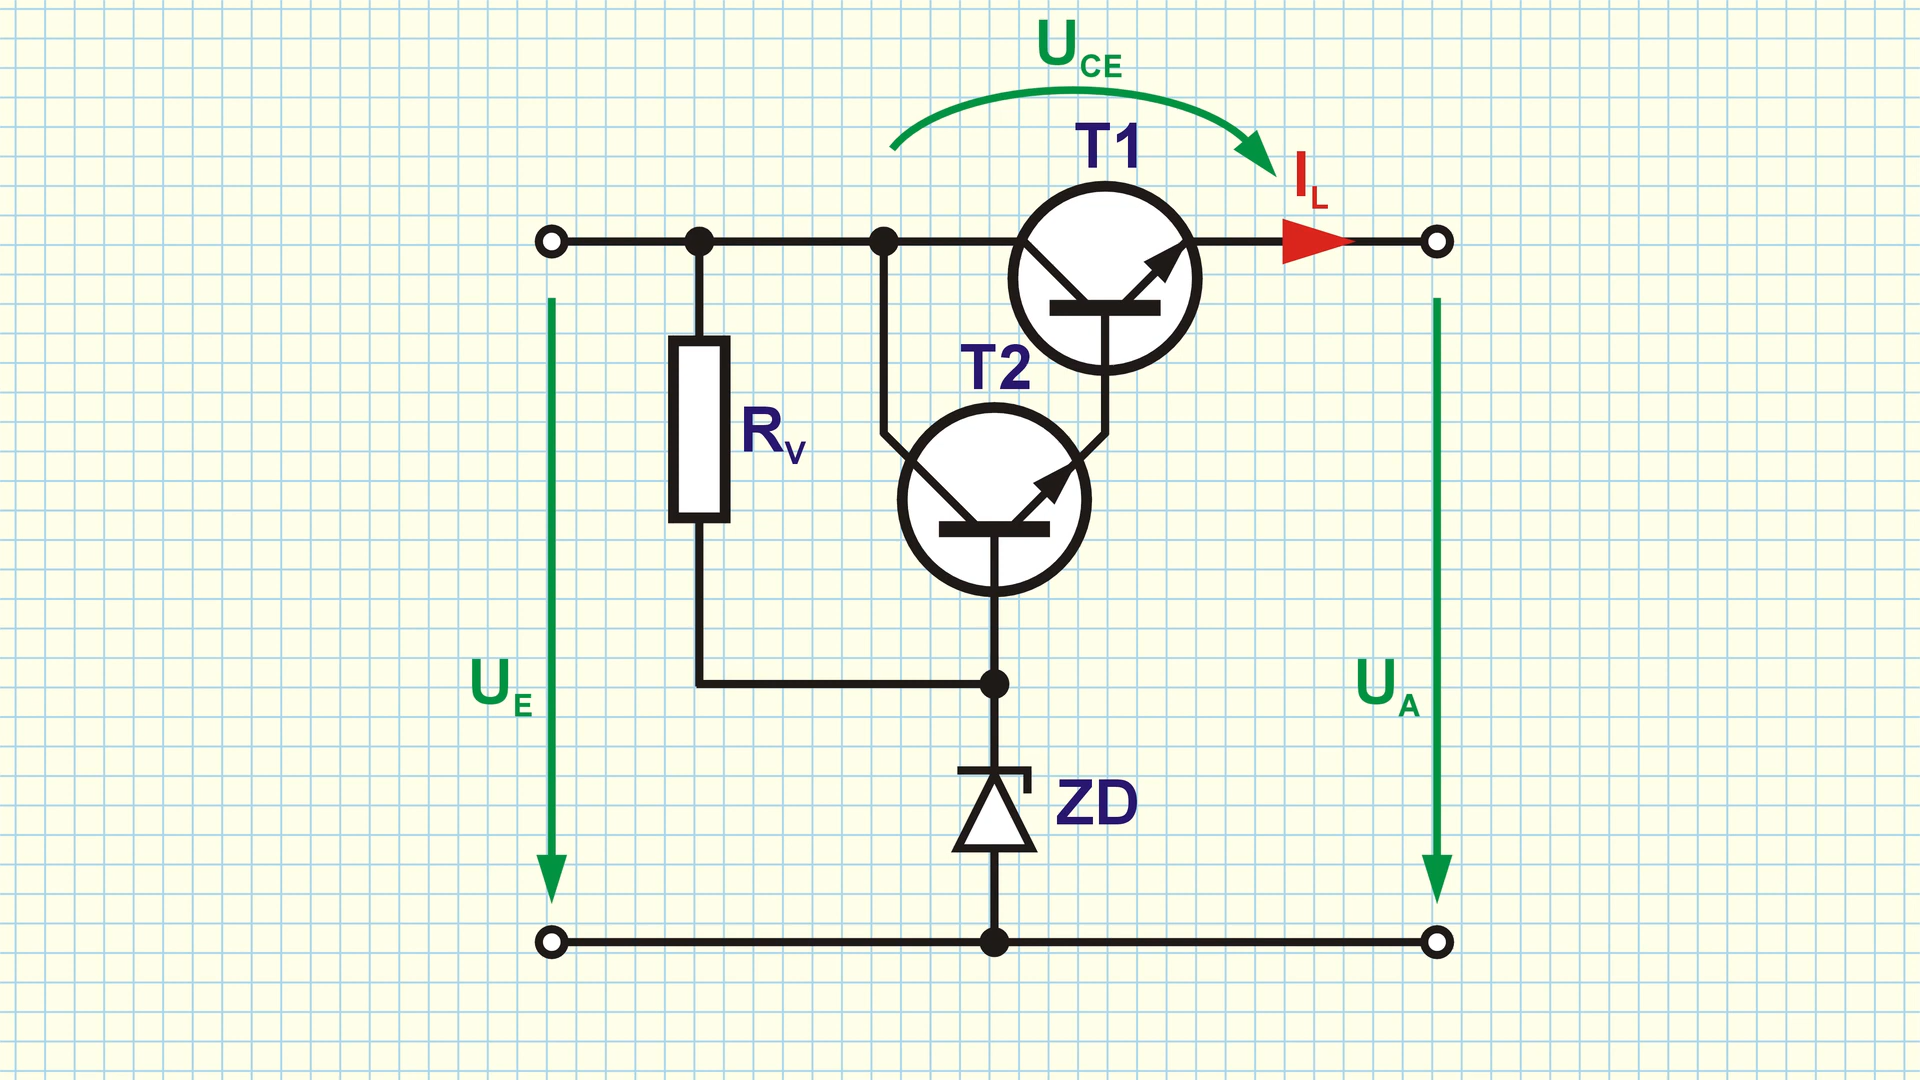 U_CE
T1
I_L
T2
R_V
U_E
U_A
ZD